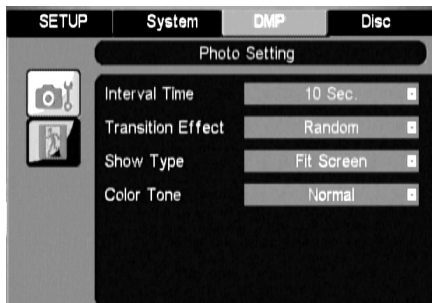 SETUP System DMP Disc
Photo Setting
Interval Time 10 Sec.
Transition Effect Random
Show Type Fit Screen
Color Tone Normal